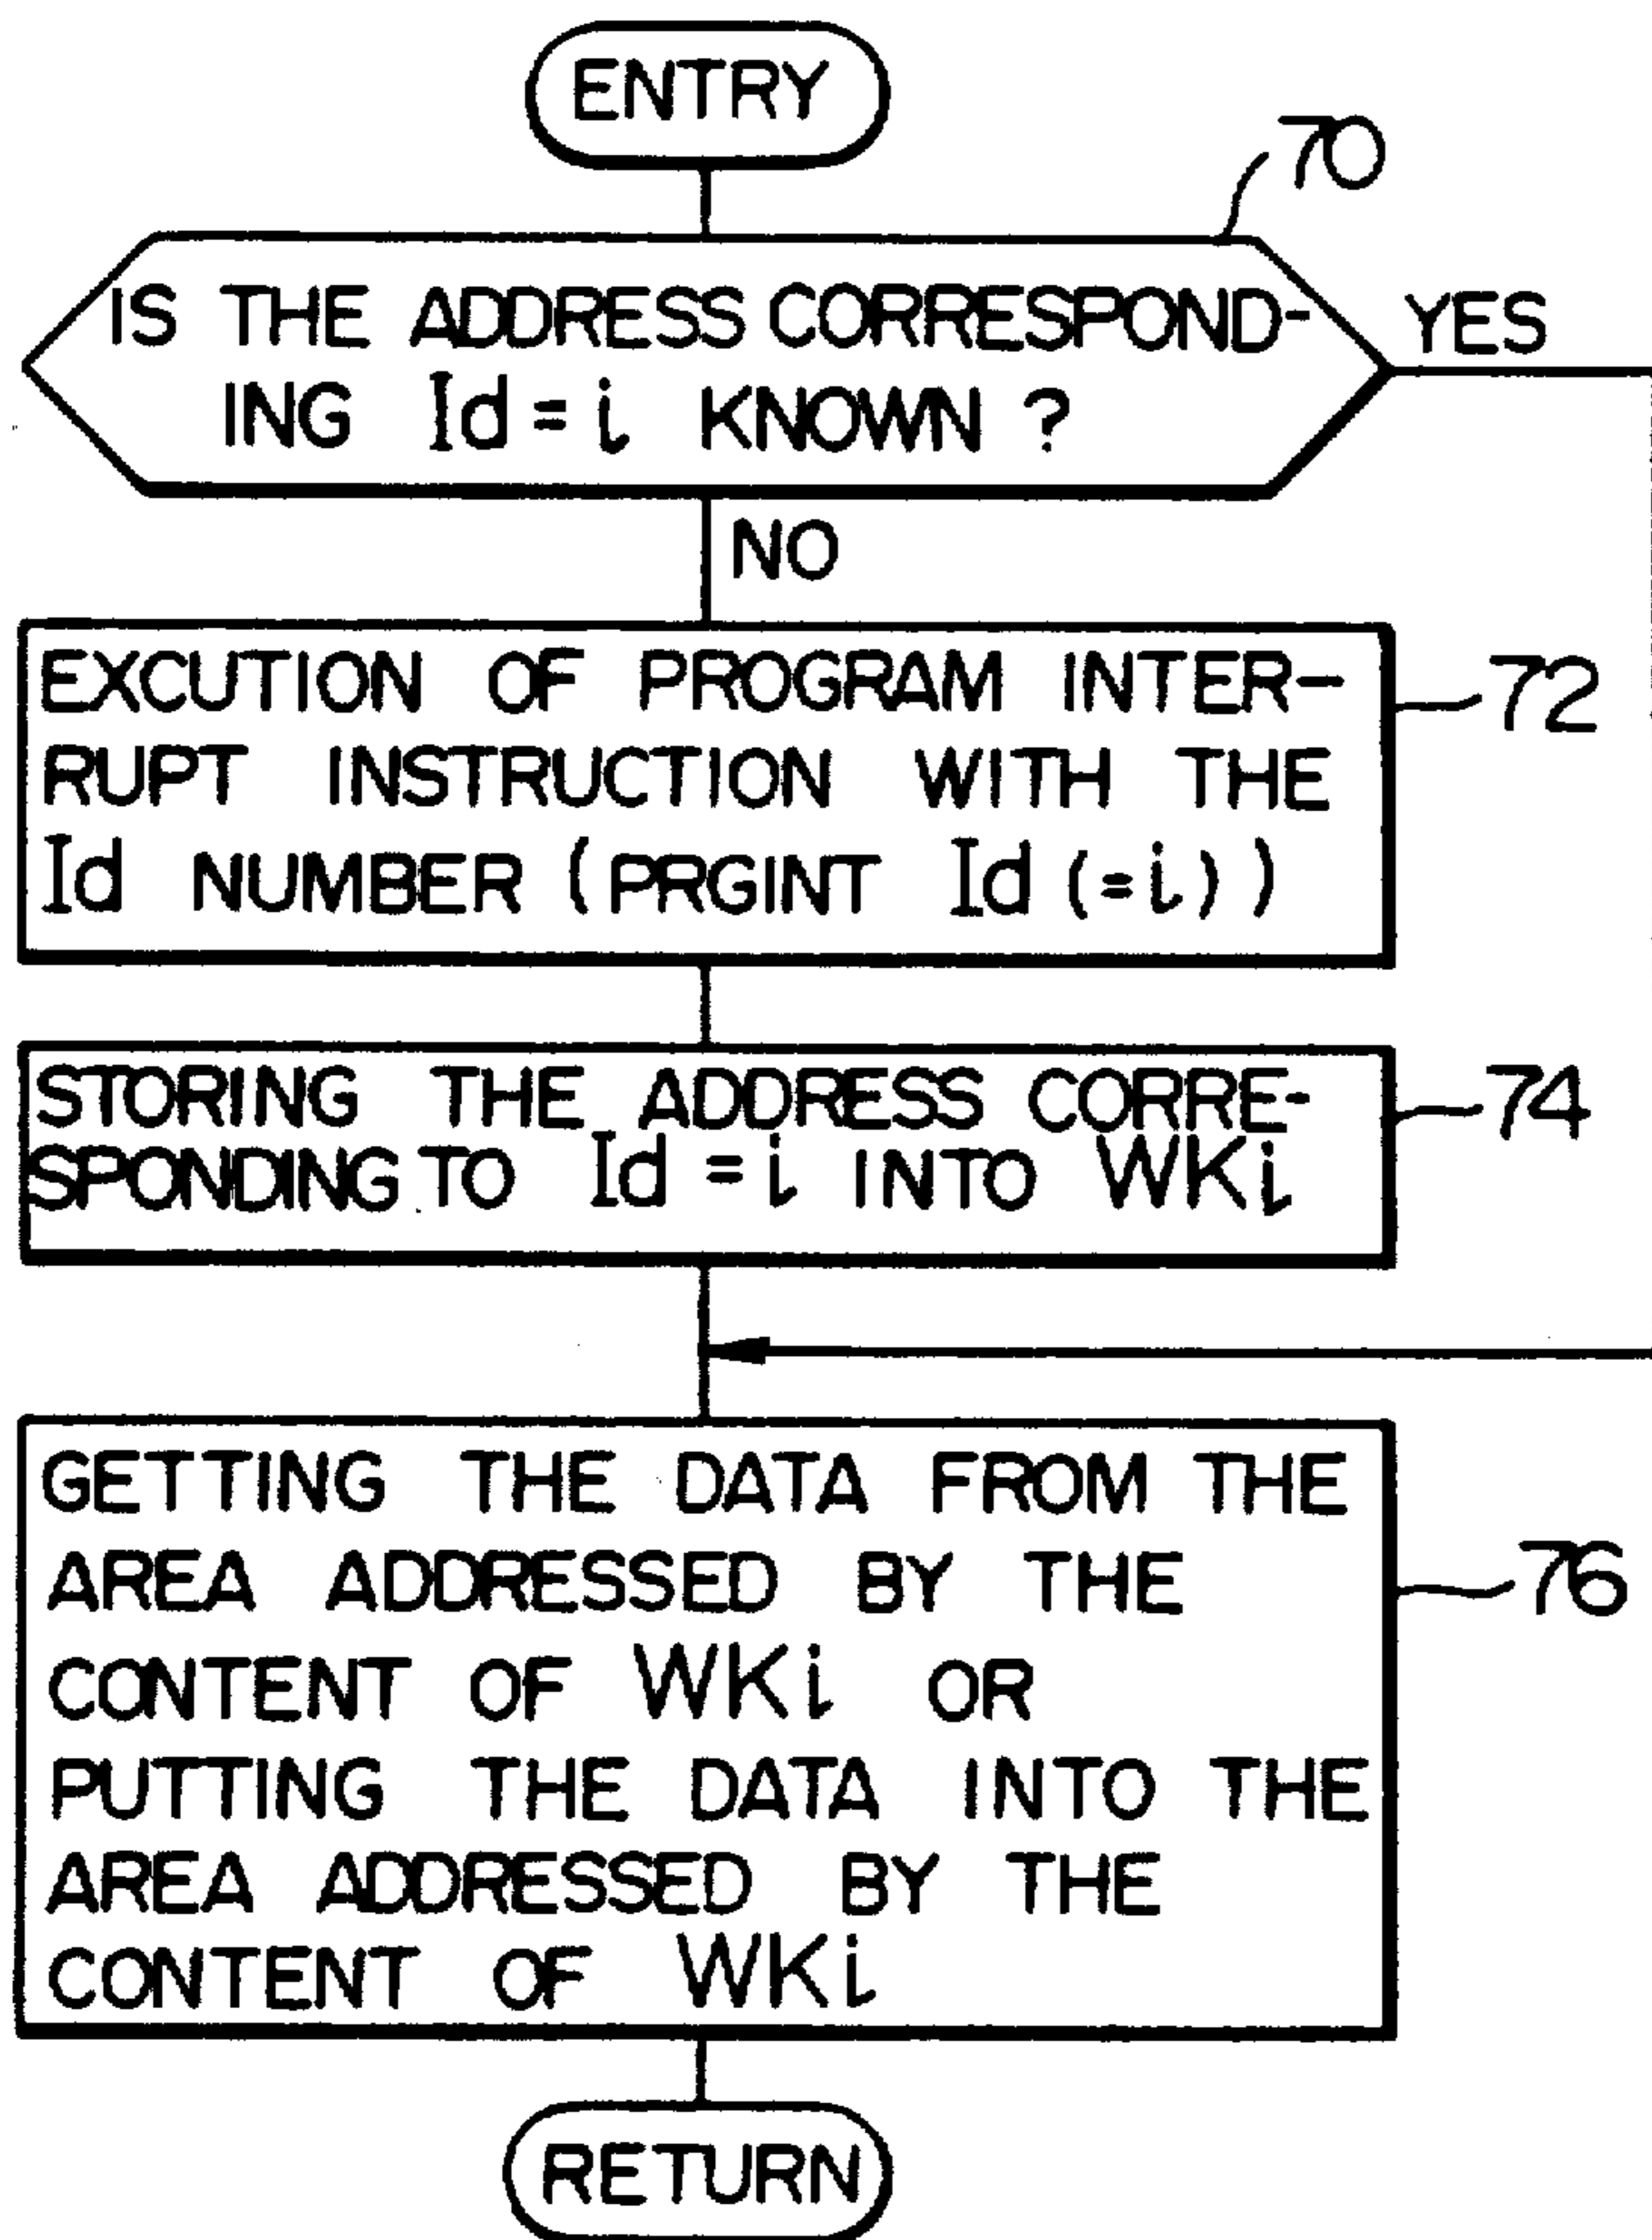 ENTRY
70
IS THE ADDRESS CORRESPOND-
ING Id = i KNOWN ?
YES
NO
EXCUTION OF PROGRAM INTER-
RUPT INSTRUCTION WITH THE
Id NUMBER (PRGINT Id (=i))
72
STORING THE ADDRESS CORRE-
SPONDING TO Id = i INTO WKi
74
GETTING THE DATA FROM THE
AREA ADDRESSED BY THE
CONTENT OF WKi OR
PUTTING THE DATA INTO THE
AREA ADDRESSED BY THE
CONTENT OF WKi
76
RETURN